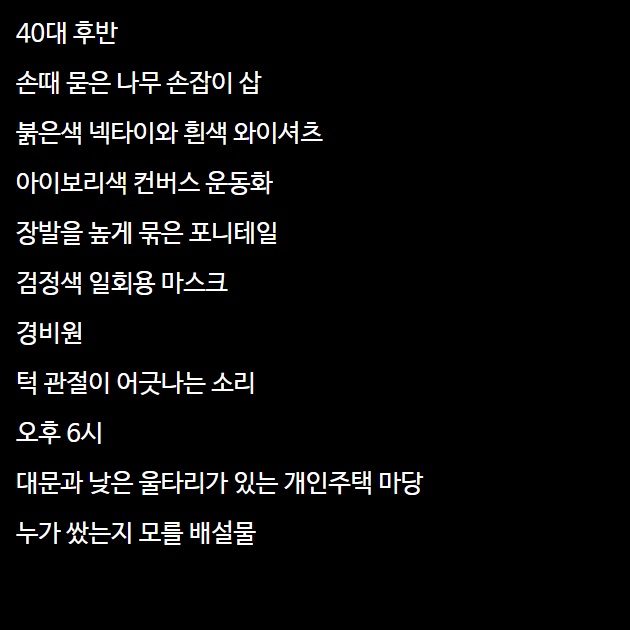 40대 후반
손때 묻은 나무 손잡이 삽
붉은색 넥타이와 흰색 와이셔츠
아이보리색 컨버스 운동화
장발을 높게 묶은 포니테일
검정색 일회용 마스크
경비원
턱 관절이 어긋나는 소리
오후 6시
대문과 낮은 울타리가 있는 개인주택 마당
누가 쌌는지 모를 배설물